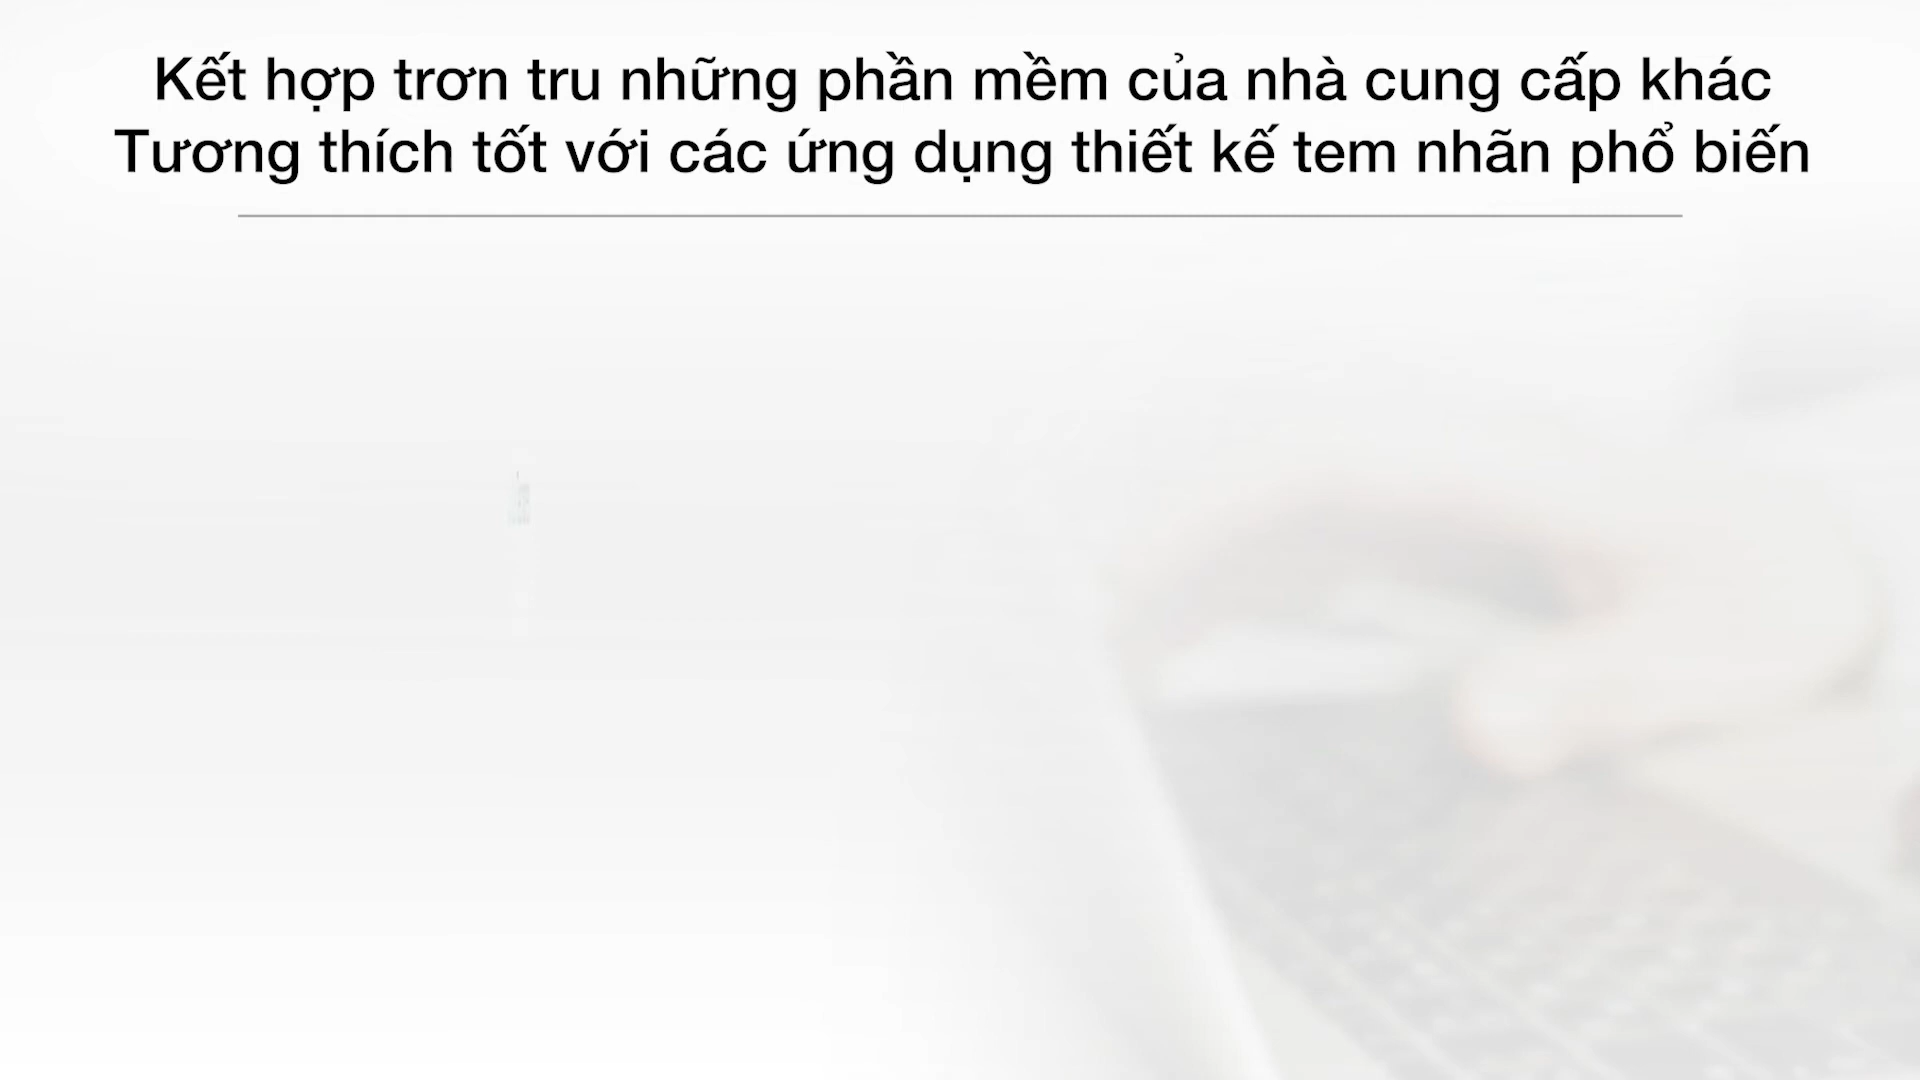 Kết hợp trơn tru những phần mềm của nhà cung cấp khác
Tương thích tốt với các ứng dụng thiết kế tem nhãn phổ biến